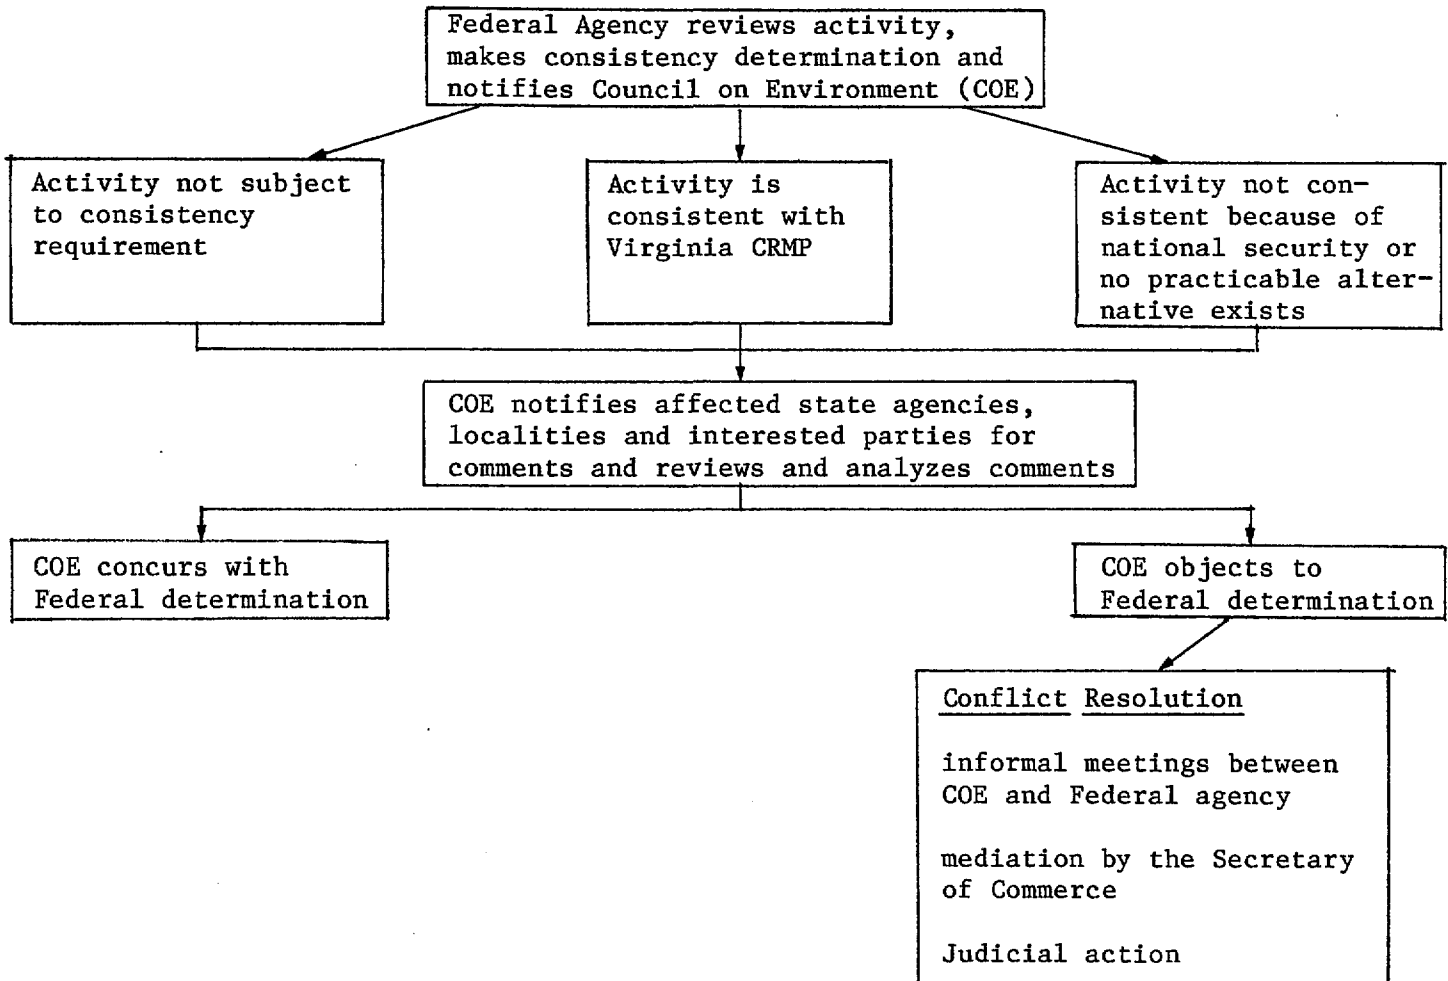 Federal Agency reviews activity,
makes consistency determination and
notifies Council on Environment (COE)
Activity not subject
to consistency
requirement
Activity is
consistent with
Virginia CRMP
Activity not con-
sistent because of
national security or
no practicable alter-
native exists
COE notifies affected state agencies,
localities and interested parties for
comments and reviews and analyzes comments
COE concurs with
Federal determination
COE objects to
Federal determination
Conflict Resolution
informal meetings between
COE and Federal agency
mediation by the Secretary
of Commerce
Judicial action